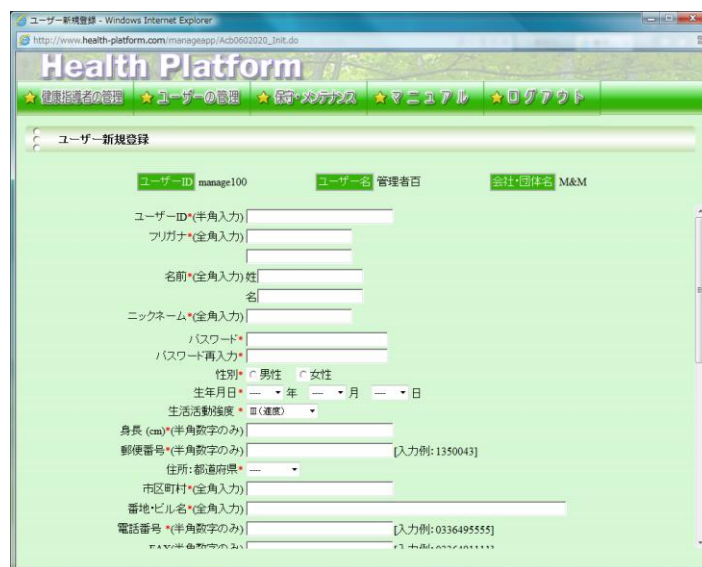 ユーザー新規登録 - Windows Internet Explorer
http://www.health-platform.com/manageapp/Acb0602020_Init.do
Health Platform
健康指導者の管理 ユーザーの管理 保守・メンテナンス マニュアル ログアウト
ユーザー新規登録
ユーザーID manage100 ユーザー名 管理者百 会社・団体名 M&M
ユーザーID*(半角入力)
フリガナ*(全角入力)
名前*(全角入力) 姓
名
ニックネーム*(全角入力)
パスワード*
パスワード再入力*
性別* 男性 女性
生年月日* --- 年 --- 月 --- 日
生活活動強度 * Ⅲ(適度)
身長 (cm)*(半角数字のみ)
郵便番号*(半角数字のみ) [入力例: 1350043]
住所:都道府県* ---
市区町村*(全角入力)
番地・ビル名*(全角入力)
電話番号 *(半角数字のみ) [入力例: 0336495555]
FAX(半角数字のみ)